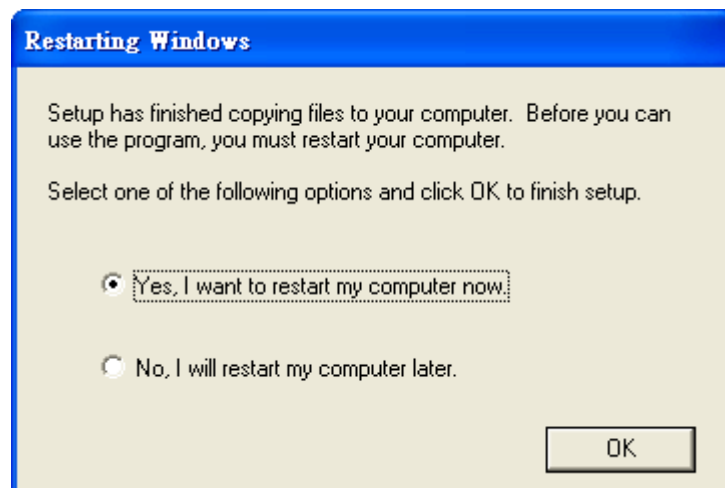 Restarting Windows
Setup has finished copying files to your computer.  Before you can
use the program, you must restart your computer.
Select one of the following options and click OK to finish setup.
Yes, I want to restart my computer now.
No, I will restart my computer later.
OK